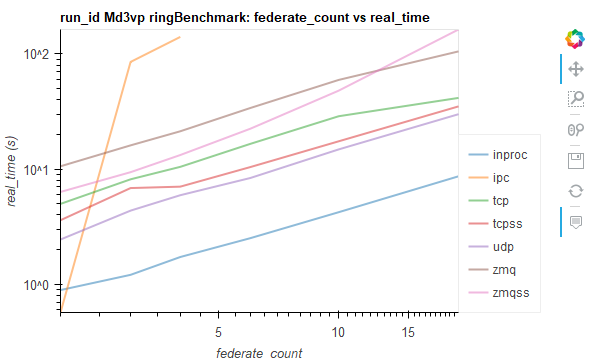 run_id Md3vp ringBenchmark: federate_count vs real_time
real_time (s)
10^2
10^1
10^0
5
10
15
federate_count
inproc
ipc
tcp
tcpss
udp
zmq
zmqss